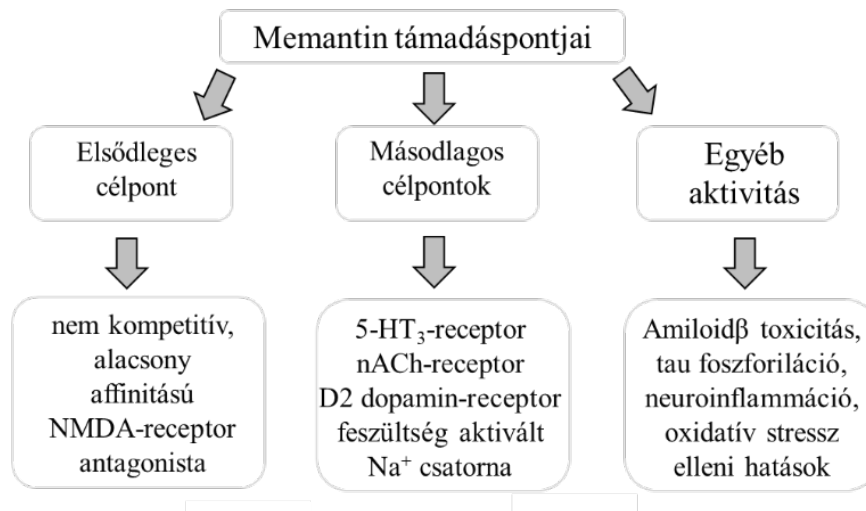 Memantin támadáspontjai
Elsődleges
célpont
Másodlagos
célpontok
Egyéb
aktivitás
nem kompetitív,
alacsony
affinitású
NMDA-receptor
antagonista
5-HT₃-receptor
nACh-receptor
D2 dopamin-receptor
feszültség aktivált
Na⁺ csatorna
Amiloidβ toxicitás,
tau foszforiláció,
neuroinflammáció,
oxidatív stressz
elleni hatások